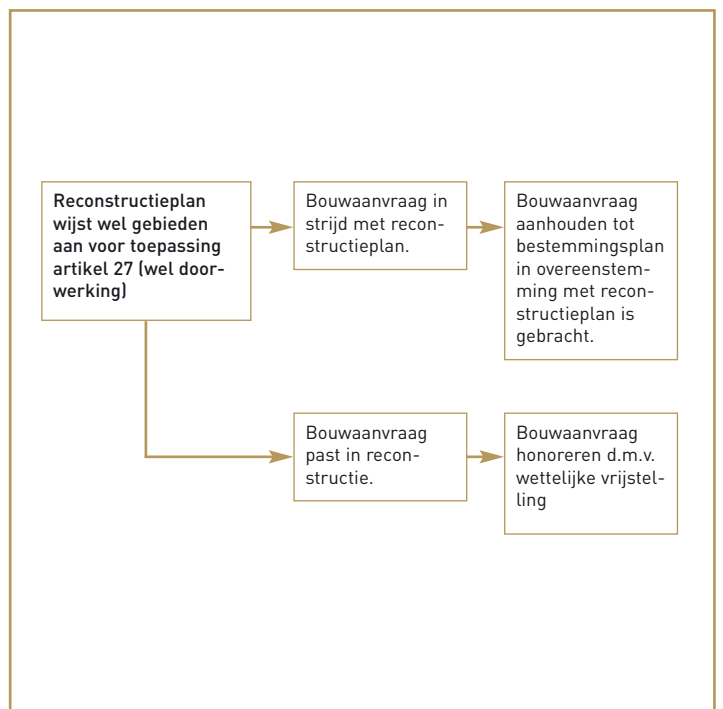 Reconstructieplan
wijst wel gebieden
aan voor toepassing
artikel 27 (wel door-
werking)
Bouwaanvraag in
strijd met recon-
structieplan.
Bouwaanvraag
aanhouden tot
bestemmingsplan
in overeenstem-
ming met recon-
structieplan is
gebracht.
Bouwaanvraag
past in recon-
structie.
Bouwaanvraag
honoreren d.m.v.
wettelijke vrijstel-
ling